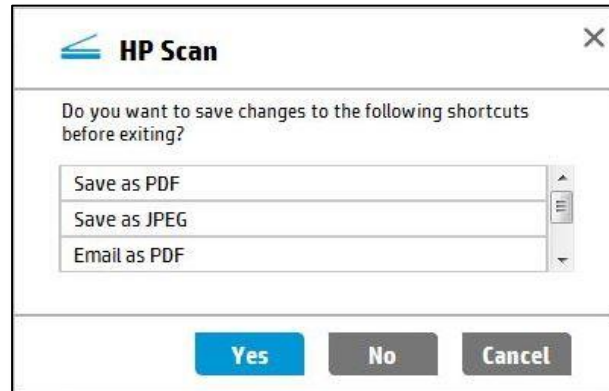 HP Scan
Do you want to save changes to the following shortcuts
before exiting?
Save as PDF
Save as JPEG
Email as PDF
Yes No Cancel